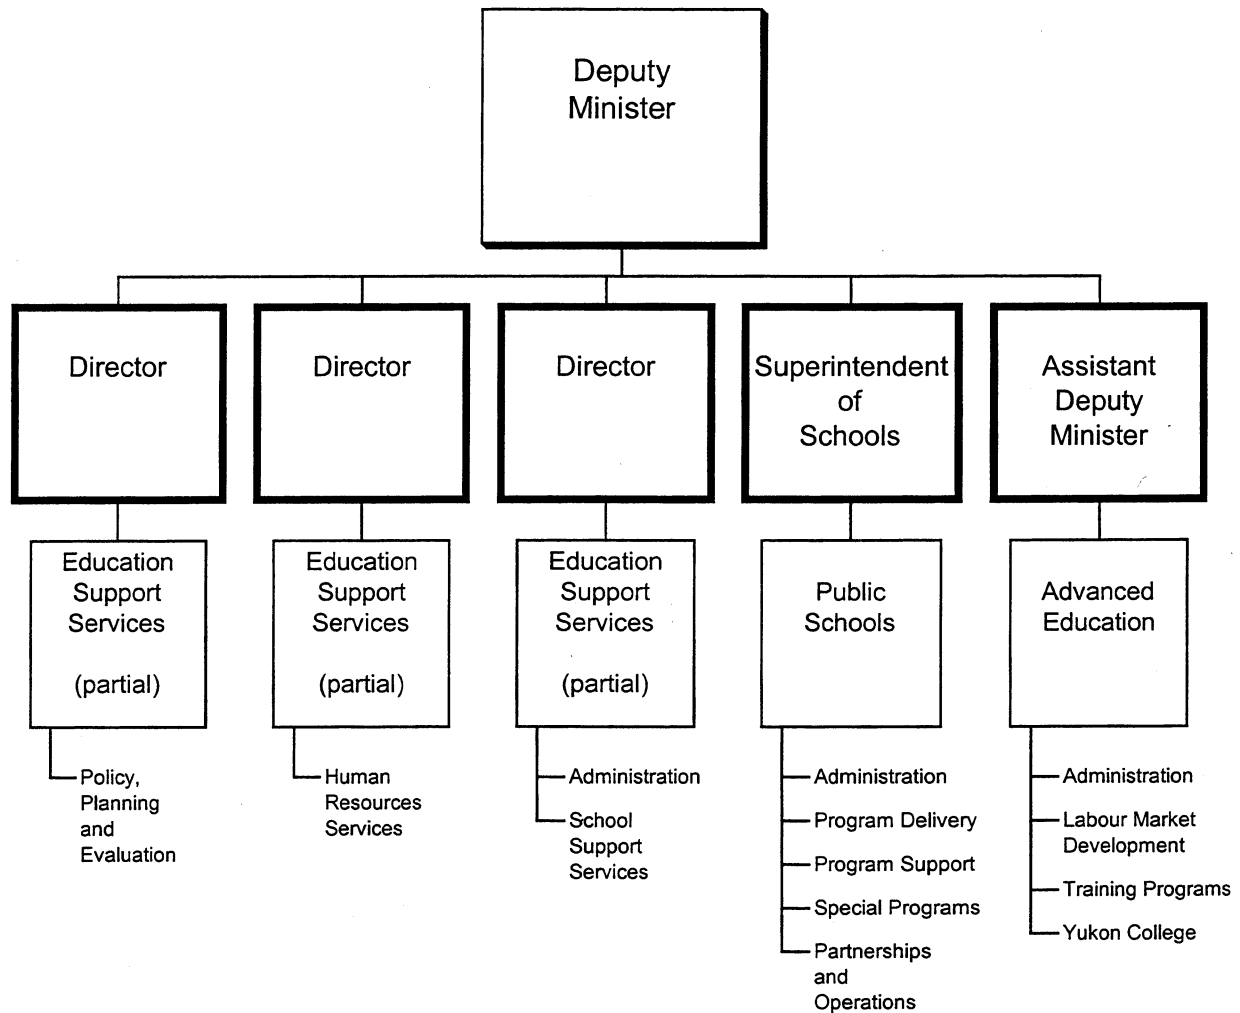 Deputy
Minister
Director
Director
Director
Superintendent
of
Schools
Assistant
Deputy
Minister
Education
Support
Services
(partial)
Education
Support
Services
(partial)
Education
Support
Services
(partial)
Public
Schools
Advanced
Education
Policy,
Planning
and
Evaluation
Human
Resources
Services
Administration
School
Support
Services
Administration
Program Delivery
Program Support
Special Programs
Partnerships
and
Operations
Administration
Labour Market
Development
Training Programs
Yukon College